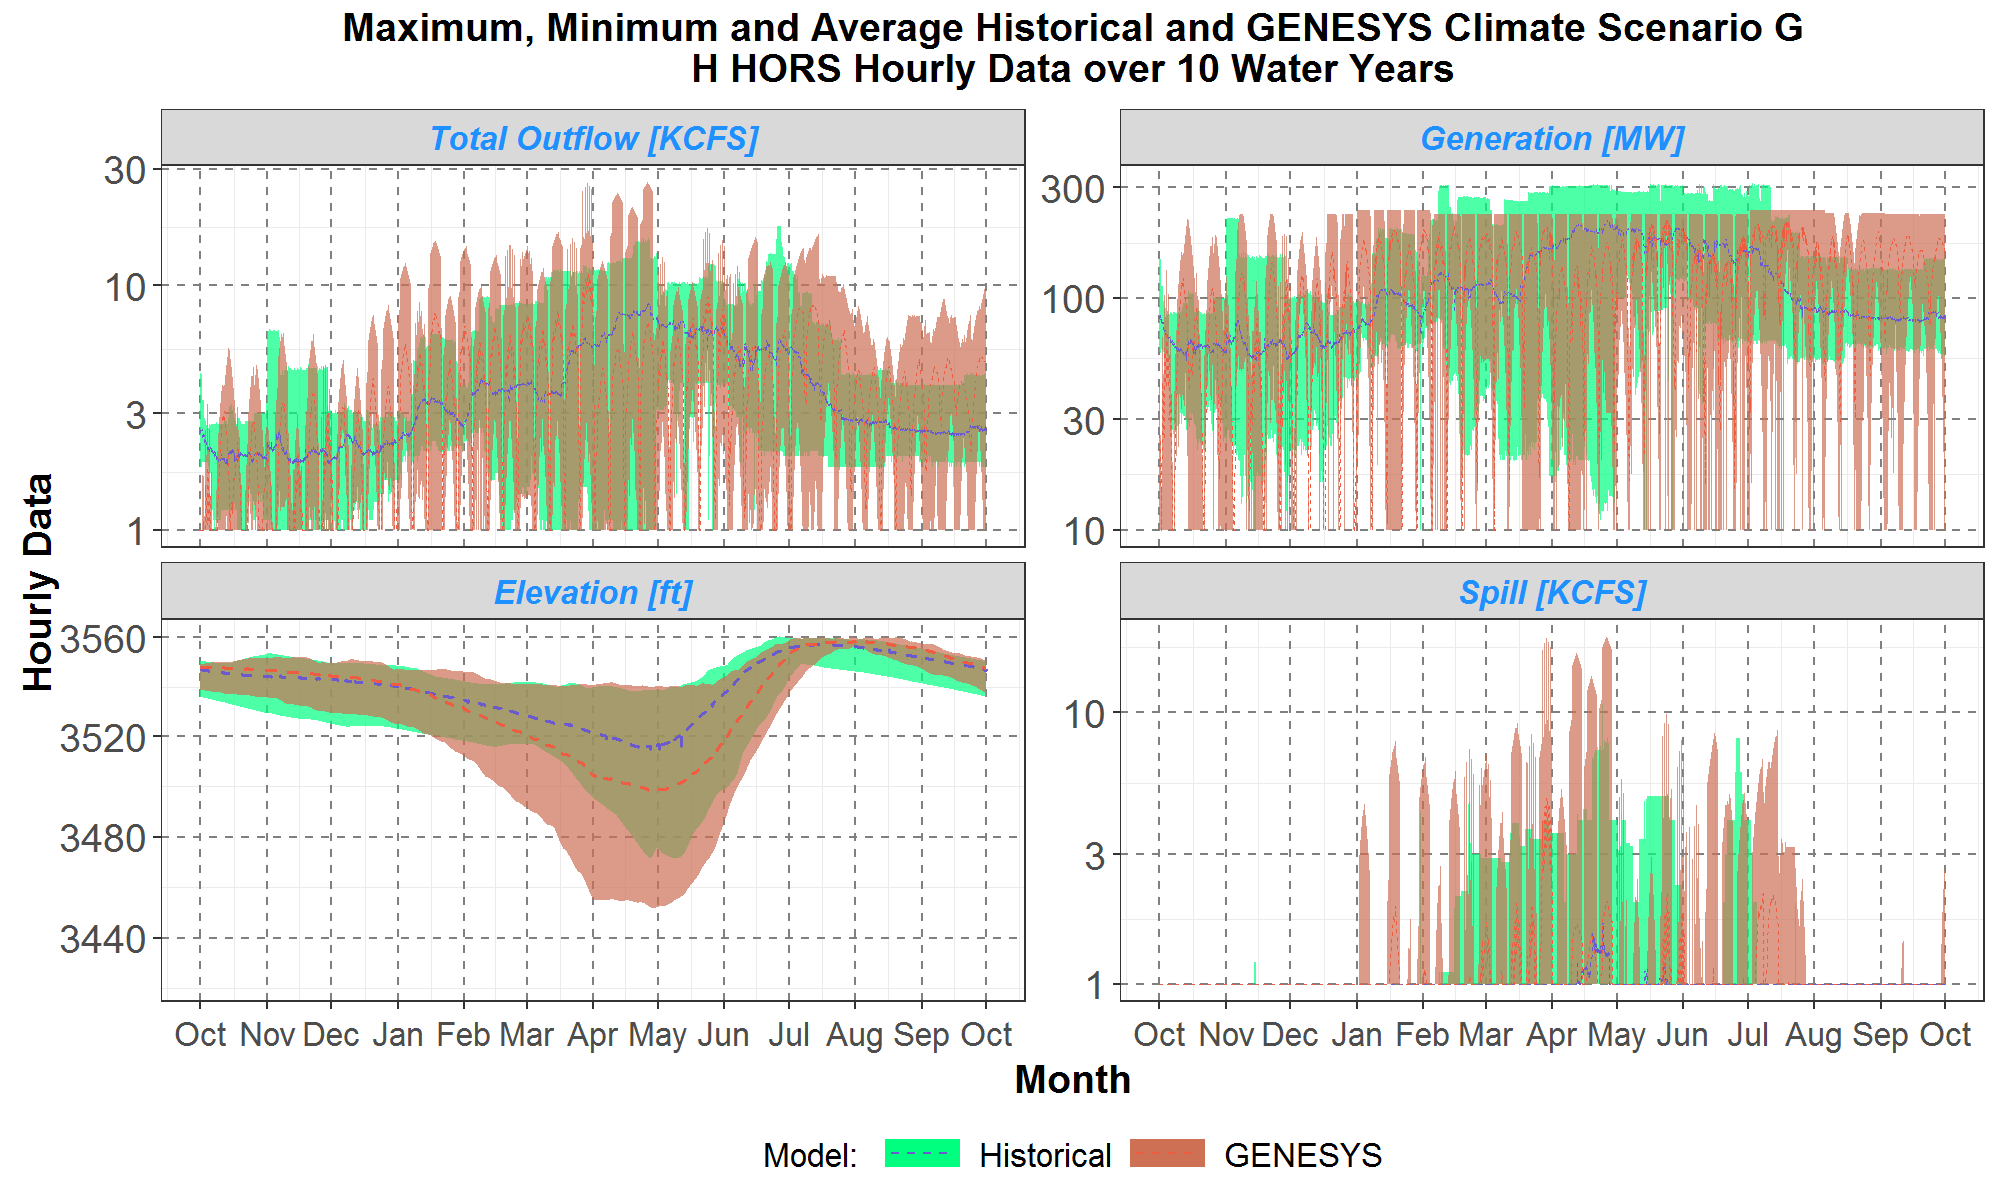 Maximum, Minimum and Average Historical and GENESYS Climate Scenario G
H HORS Hourly Data over 10 Water Years
Total Outflow [KCFS]
30
10
3
1
Generation [MW]
300
100
30
10
Hourly Data
Elevation [ft]
3560
3520
3480
3440
Oct Nov Dec Jan Feb Mar Apr May Jun Jul Aug Sep Oct
Spill [KCFS]
10
3
1
Oct Nov Dec Jan Feb Mar Apr May Jun Jul Aug Sep Oct
Month
Model: Historical GENESYS